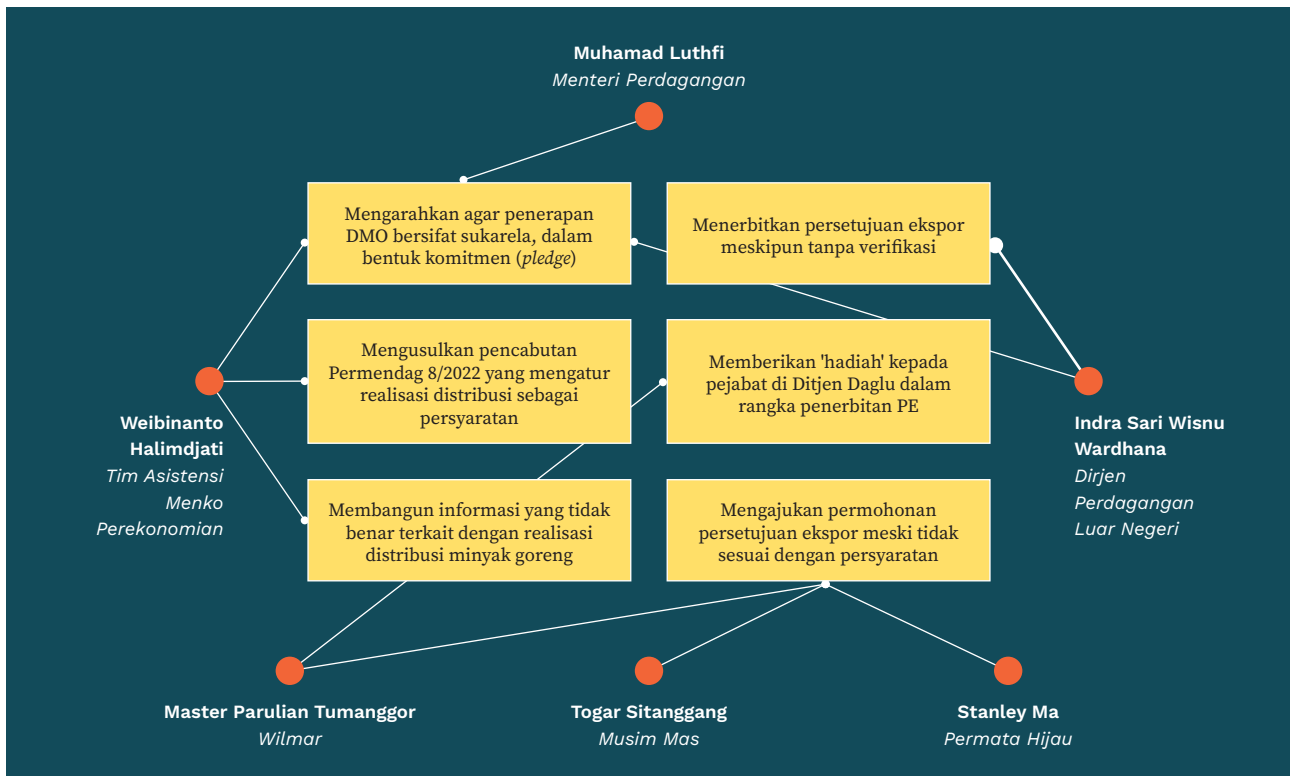 Muhamad Luthfi
Menteri Perdagangan
Mengarahkan agar penerapan
DMO bersifat sukarela, dalam
bentuk komitmen (pledge)
Menerbitkan persetujuan ekspor
meskipun tanpa verifikasi
Mengusulkan pencabutan
Permendag 8/2022 yang mengatur
realisasi distribusi sebagai
persyaratan
Memberikan 'hadiah' kepada
pejabat di Ditjen Daglu dalam
rangka penerbitan PE
Weibinanto
Halimdjati
Tim Asistensi
Menko
Perekonomian
Indra Sari Wisnu
Wardhana
Dirjen
Perdagangan
Luar Negeri
Membangun informasi yang tidak
benar terkait dengan realisasi
distribusi minyak goreng
Mengajukan permohonan
persetujuan ekspor meski tidak
sesuai dengan persyaratan
Master Parulian Tumanggor
Wilmar
Togar Sitanggang
Musim Mas
Stanley Ma
Permata Hijau